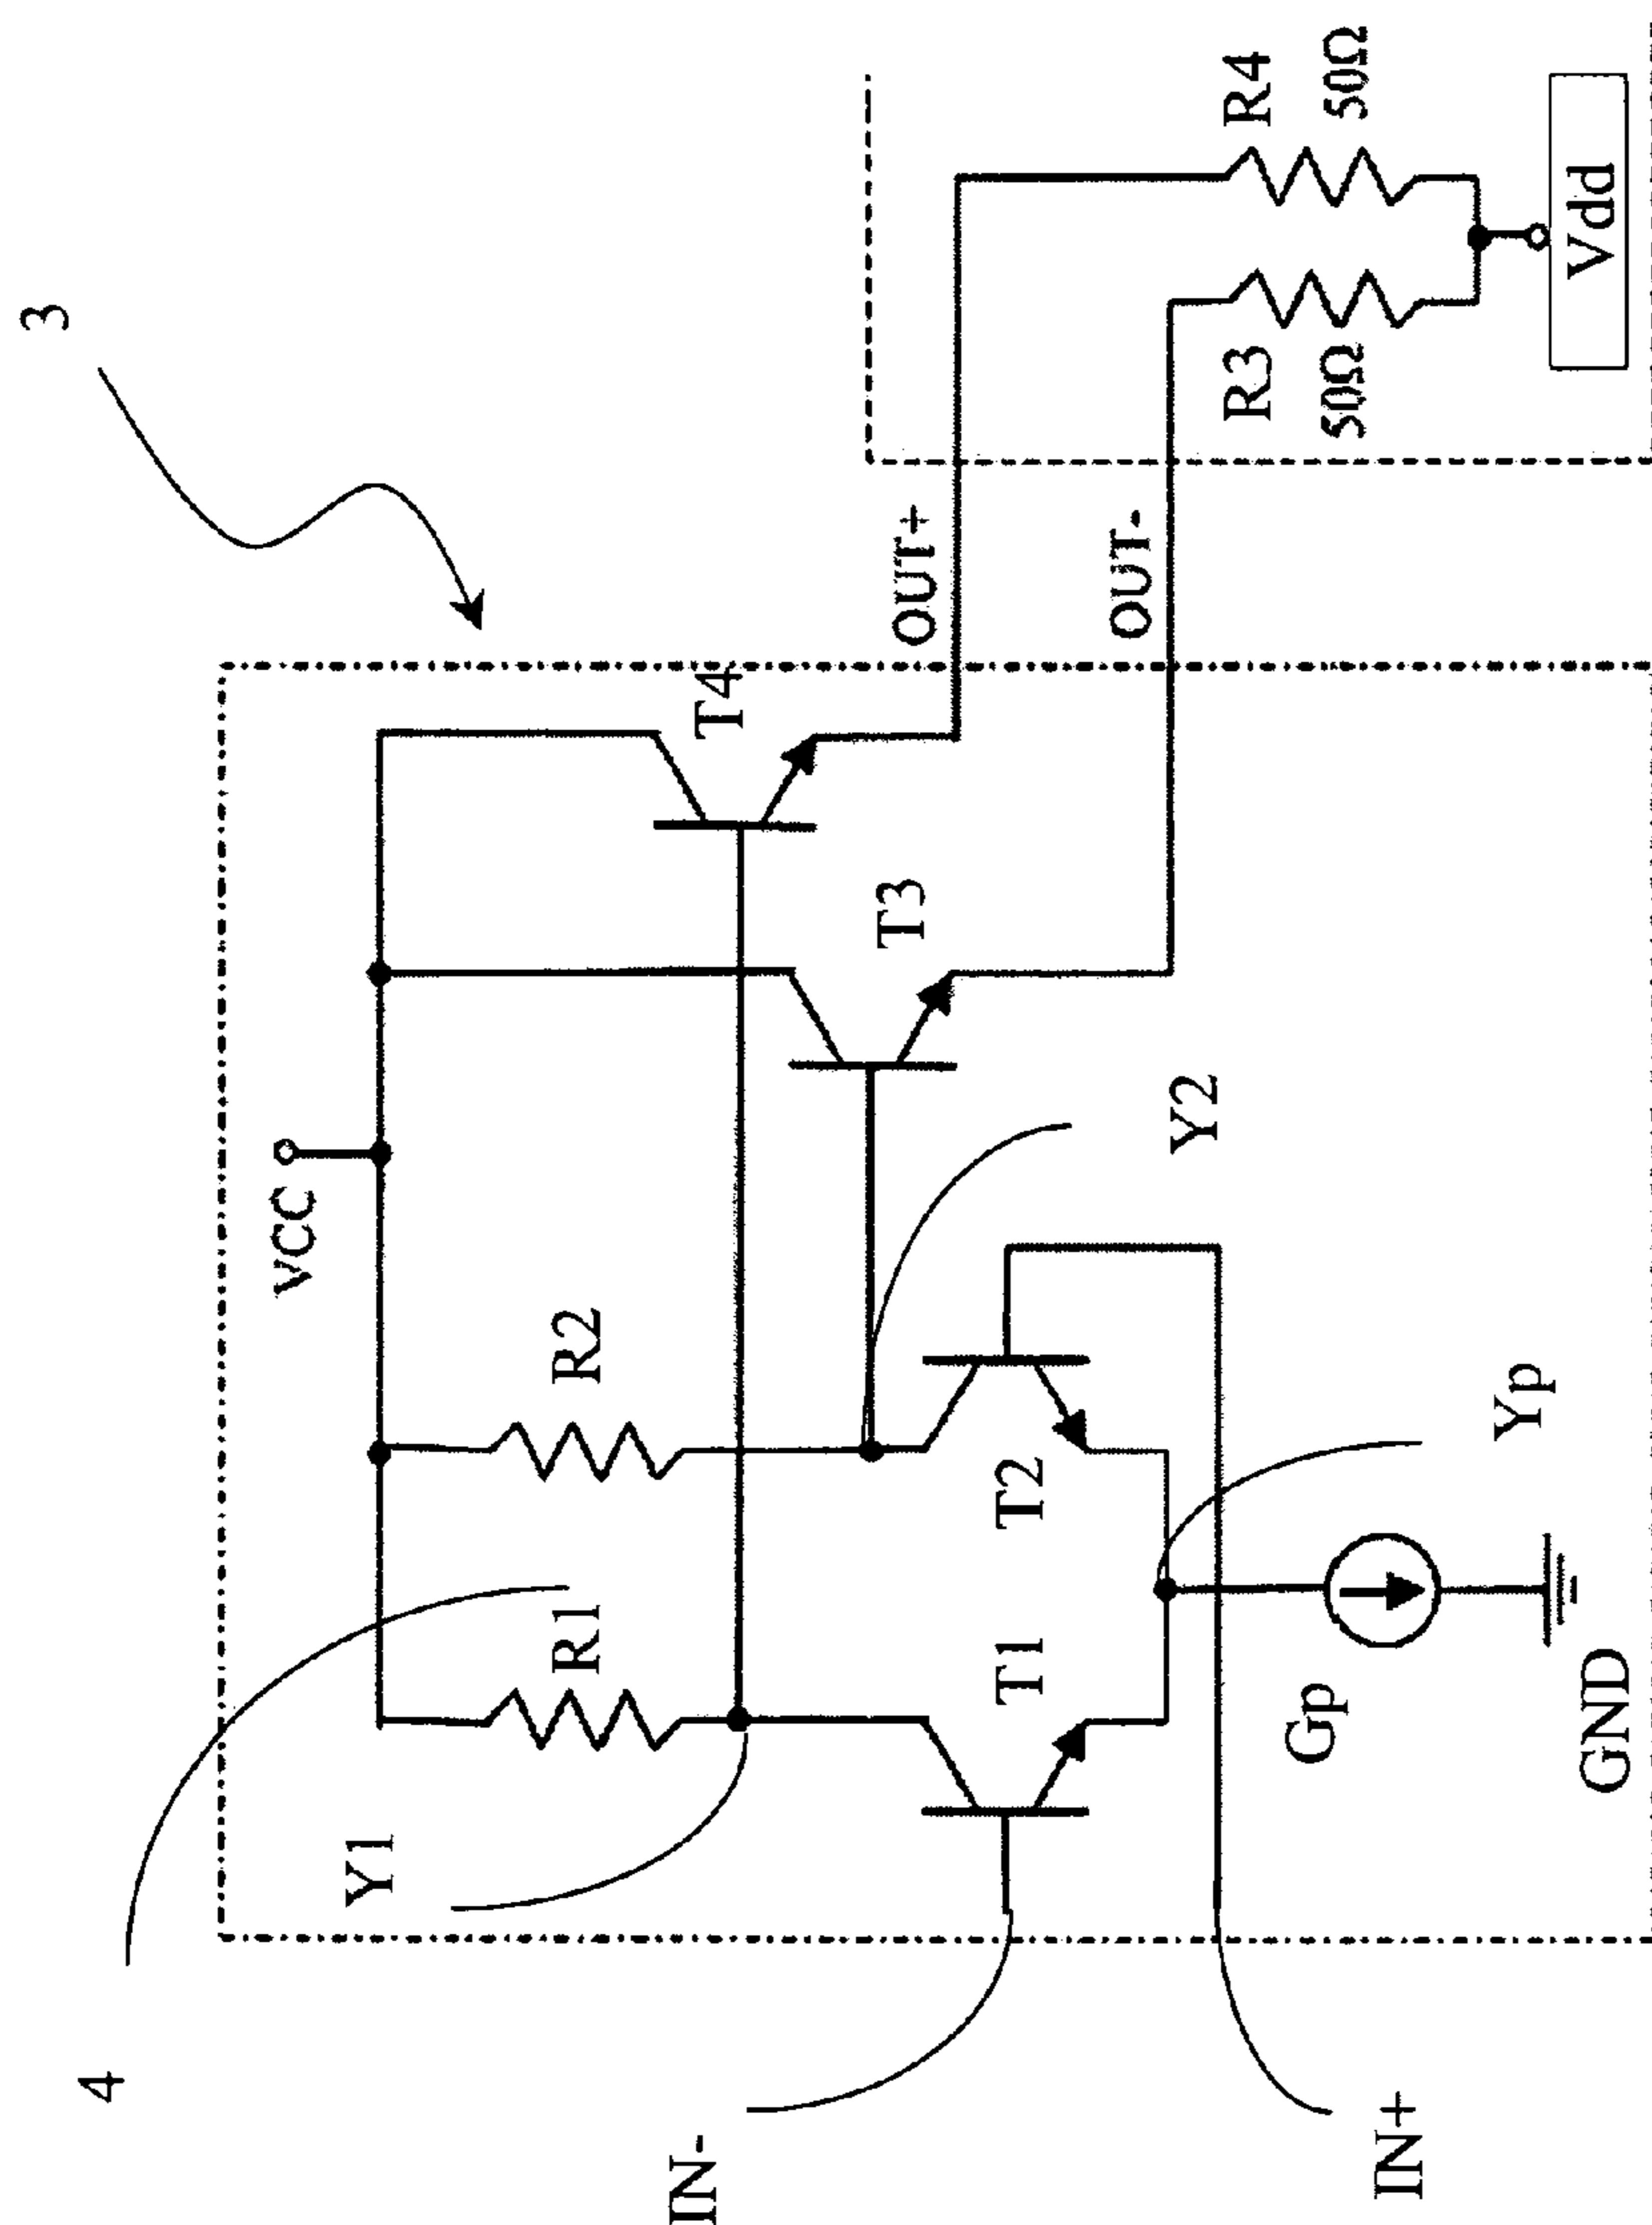 3
4
vCC
Y1
R1
R2
T4
T3
OUT+
OUT-
IN-
T1
T2
Y2
R3
50Ω
R4
50Ω
IN+
Gp
Yp
GND
Vdd